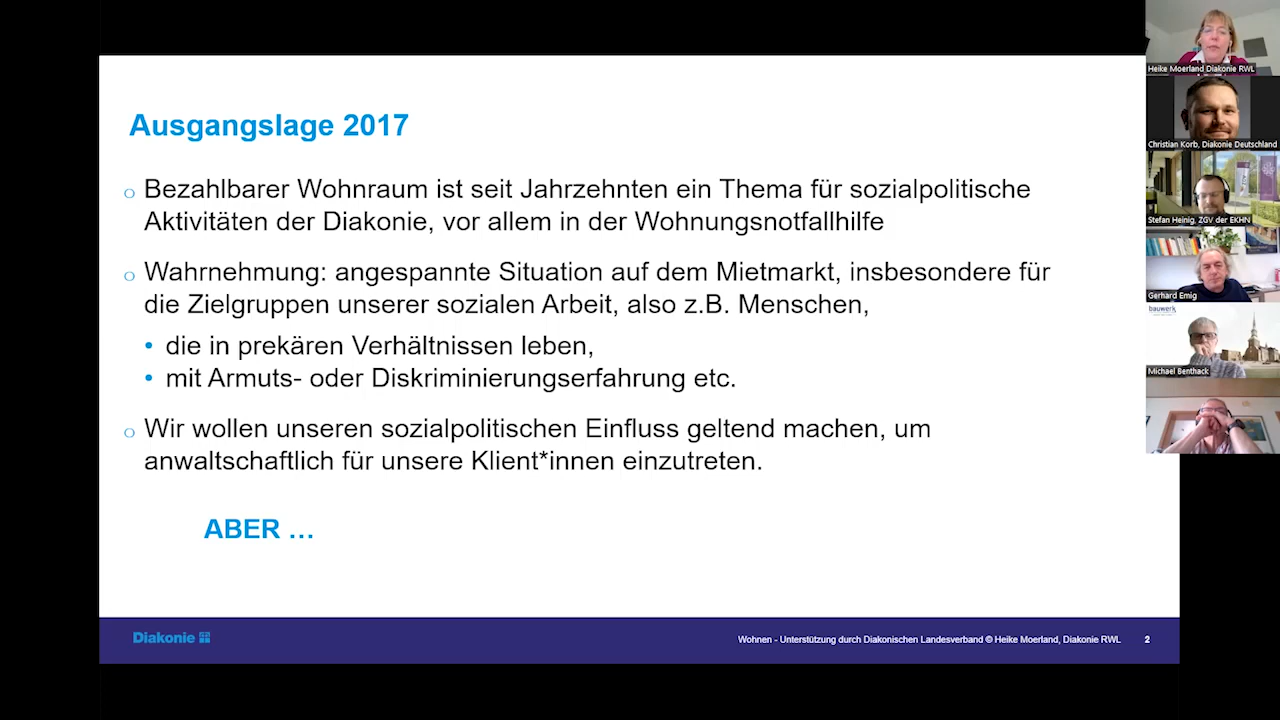 Ausgangslage 2017
Bezahlbarer Wohnraum ist seit Jahrzehnten ein Thema für sozialpolitische
Aktivitäten der Diakonie, vor allem in der Wohnungsnotfallhilfe
Wahrnehmung: angespannte Situation auf dem Mietmarkt, insbesondere für
die Zielgruppen unserer sozialen Arbeit, also z.B. Menschen,
• die in prekären Verhältnissen leben,
• mit Armuts- oder Diskriminierungserfahrung etc.
Wir wollen unseren sozialpolitischen Einfluss geltend machen, um
anwaltschaftlich für unsere Klient*innen einzutreten.
ABER …
Diakonie
Wohnen - Unterstützung durch Diakonischen Landesverband © Heike Moerland, Diakonie RWL
2
Heike Moerland Diakonie RWL
Christian Korb, Diakonie Deutschland
Stefan Heinig, ZGV der EKHN
Gerhard Emig
bauwerk
Michael Benthack